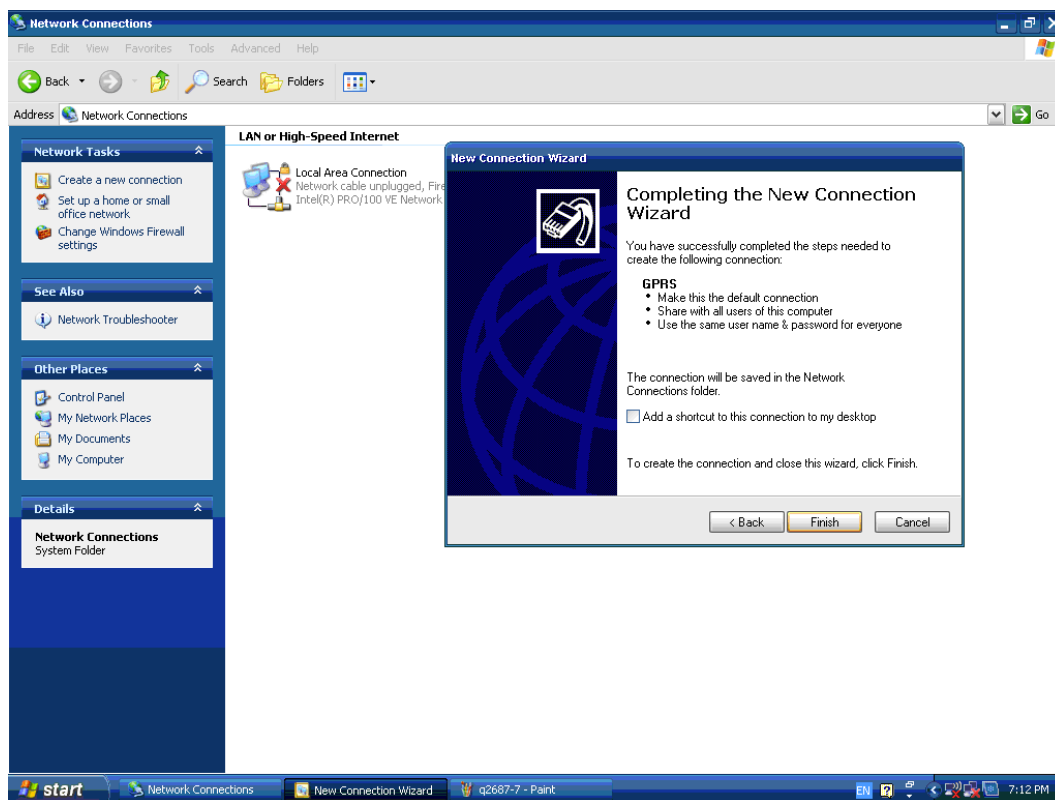 Network Connections
File Edit View Favorites Tools Advanced Help
Back Search Folders
Address Network Connections Go
Network Tasks
Create a new connection
Set up a home or small
office network
Change Windows Firewall
settings
See Also
Network Troubleshooter
Other Places
Control Panel
My Network Places
My Documents
My Computer
Details
Network Connections
System Folder
LAN or High-Speed Internet
Local Area Connection
Network cable unplugged, Fire
Intel(R) PRO/100 VE Network
New Connection Wizard
Completing the New Connection
Wizard
You have successfully completed the steps needed to
create the following connection:
GPRS
• Make this the default connection
• Share with all users of this computer
• Use the same user name & password for everyone
The connection will be saved in the Network
Connections folder.
Add a shortcut to this connection to my desktop
To create the connection and close this wizard, click Finish.
< Back Finish Cancel
start Network Connections New Connection Wizard q2687-7 - Paint EN 7:12 PM